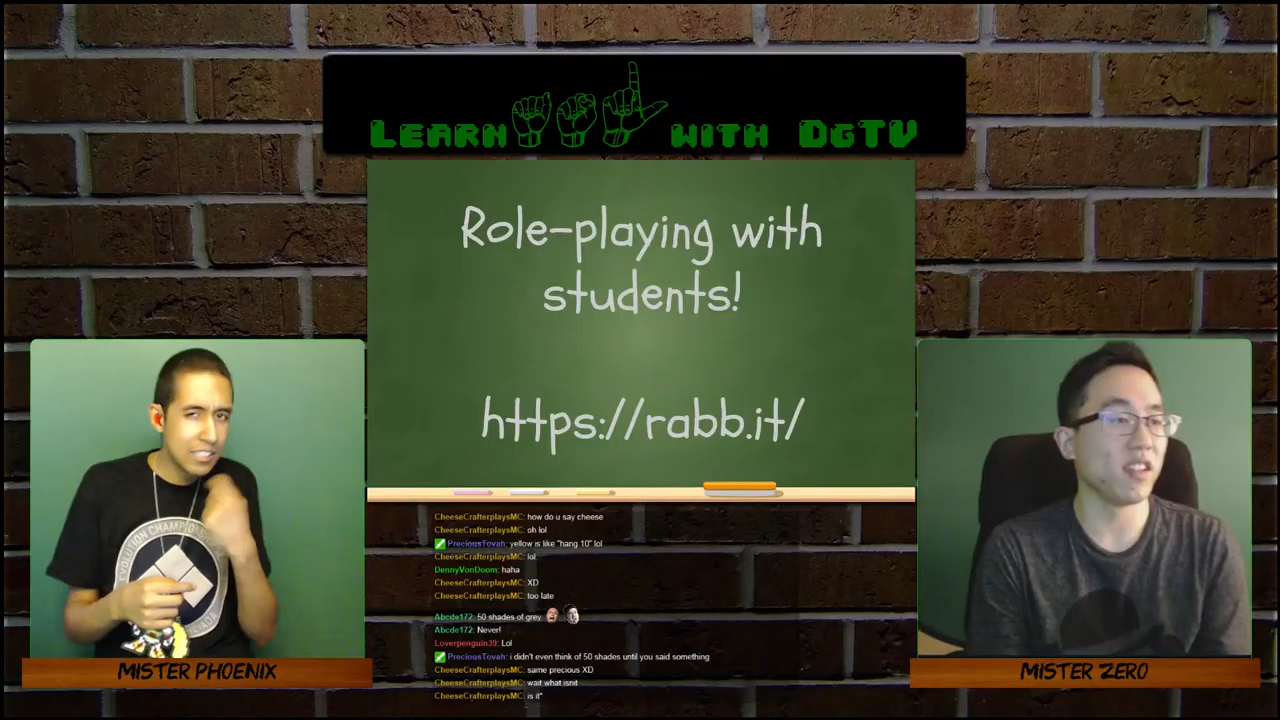 Learn with DgTV
Role-playing with
students!
https://rabb.it/
CheeseCrafterplaysMC: how do u say cheese
CheeseCrafterplaysMC: oh lol
PreciousTovah: yellow is like "hang 10" lol
CheeseCrafterplaysMC: lol
DennyVonDoom: haha
CheeseCrafterplaysMC: XD
CheeseCrafterplaysMC: too late
Abcde172: 50 shades of grey
Abcde172: Never!
Loverpenguin39: Lol
PreciousTovah: i didn't even think of 50 shades until you said something
CheeseCrafterplaysMC: same precious XD
CheeseCrafterplaysMC: wait what isnit
CheeseCrafterplaysMC: is it*
MISTER PHOENIX
MISTER ZERO